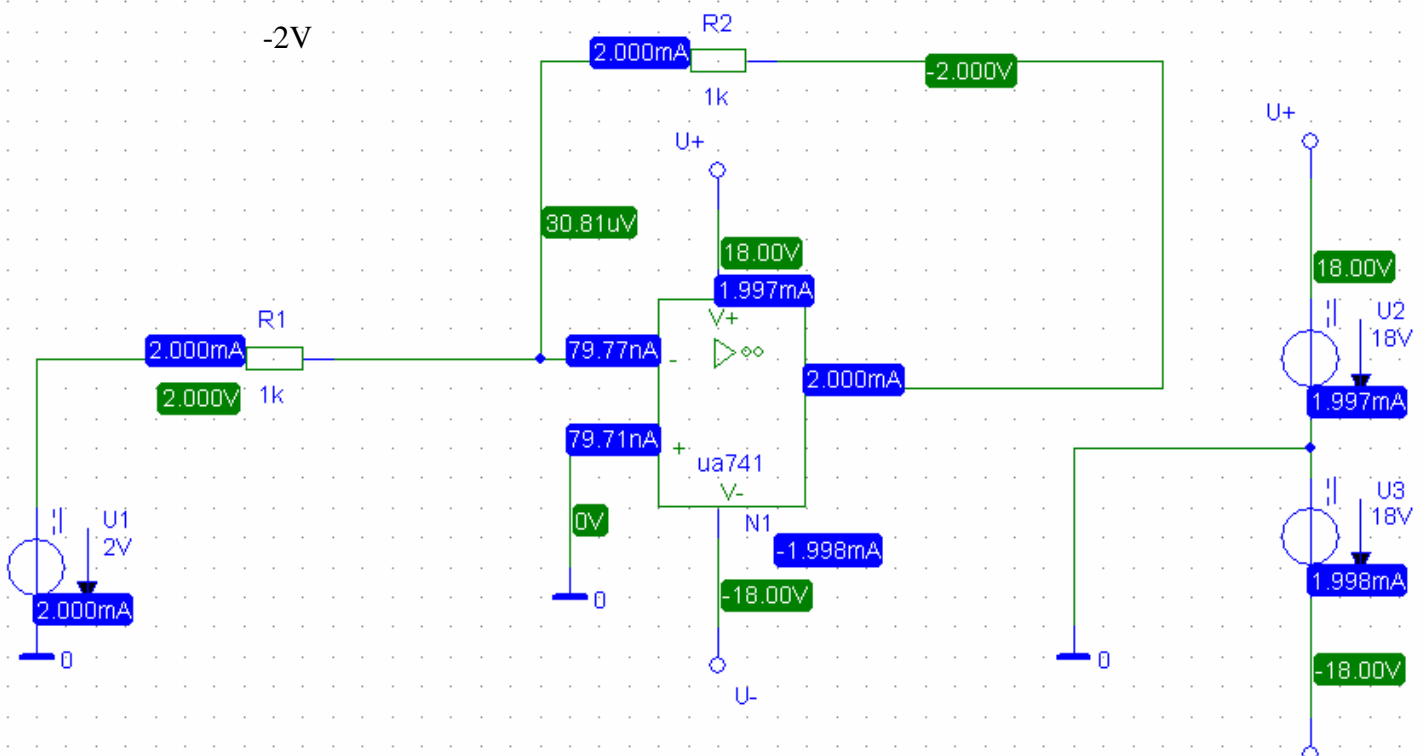 -2V
R2
2.000mA
-2.000V
1k
U+
U+
30.81uV
18.00V
18.00V
1.997mA
V+
R1
U2
18V
2.000mA
79.77nA
-
2.000mA
2.000V
1k
1.997mA
79.71nA
+
ua741
V-
U1
2V
0V
N1
U3
18V
-1.998mA
1.998mA
2.000mA
0
-18.00V
0
0
-18.00V
U-